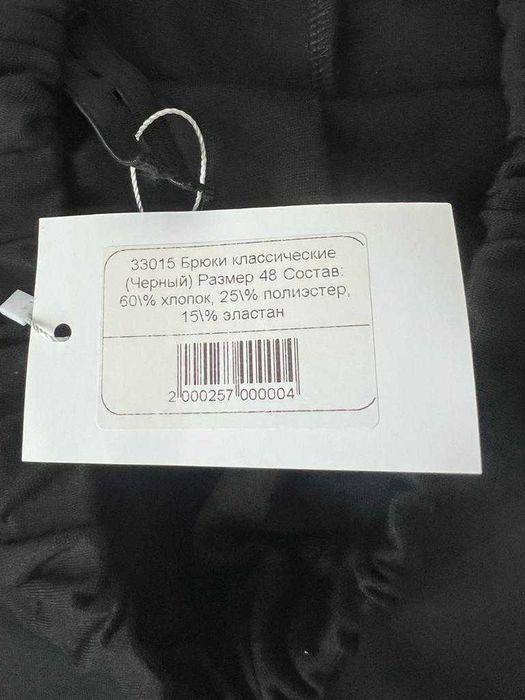 33015 Брюки классические
(Черный) Размер 48 Состав:
60\% хлопок, 25\% полиэстер,
15\% эластан
2 000257 000004